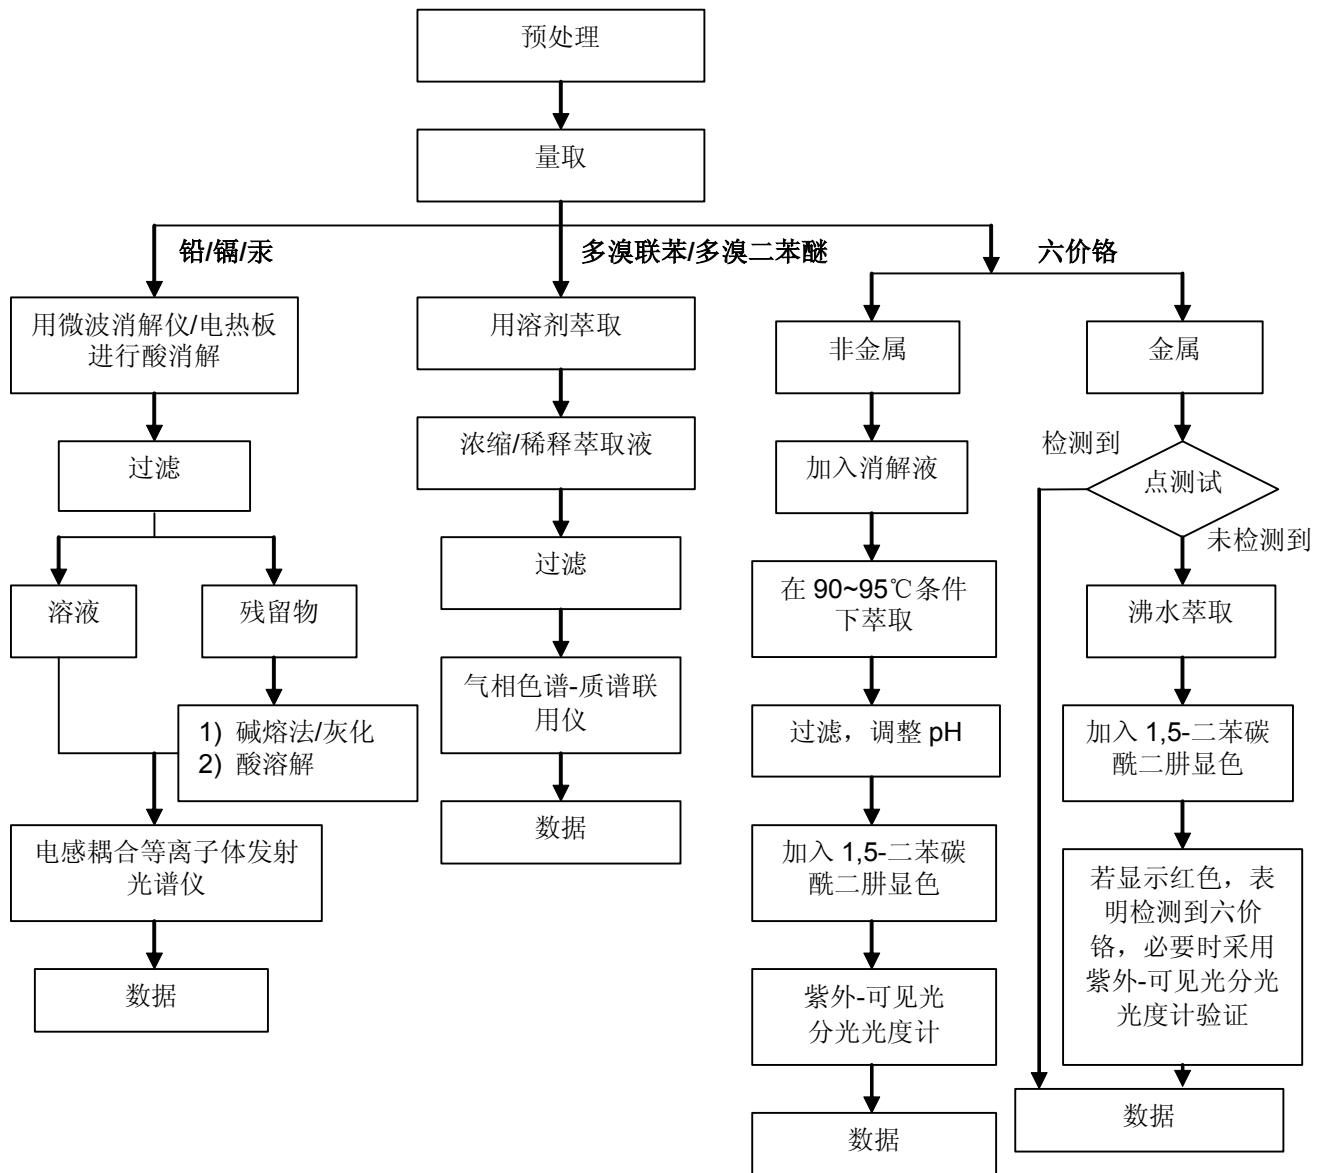 预处理
量取
铅/镉/汞
多溴联苯/多溴二苯醚
六价铬
用微波消解仪/电热板
进行酸消解
过滤
溶液
残留物
1) 碱熔法/灰化
2) 酸溶解
电感耦合等离子体发射
光谱仪
数据
用溶剂萃取
浓缩/稀释萃取液
过滤
气相色谱-质谱联
用仪
数据
非金属
加入消解液
在 90~95℃条件
下萃取
过滤，调整 pH
加入 1,5-二苯碳
酰二肼显色
紫外-可见光
分光光度计
数据
金属
检测到
点测试
未检测到
沸水萃取
加入 1,5-二苯碳
酰二肼显色
若显示红色，表
明检测到六价
铬，必要时采用
紫外-可见光分光
光度计验证
数据